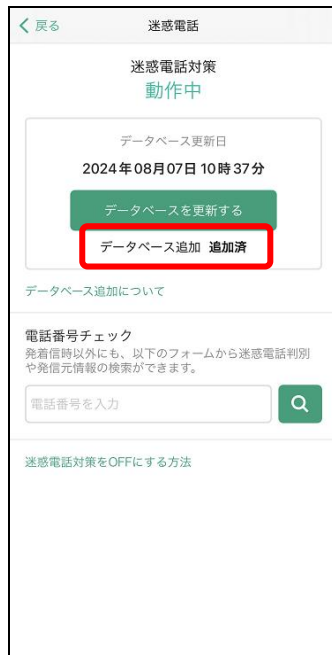 戻る 迷惑電話
迷惑電話対策
動作中
データベース更新日
2024年08月07日 10時37分
データベースを更新する
データベース追加 追加済
データベース追加について
電話番号チェック
発着信時以外にも、以下のフォームから迷惑電話判別
や発信元情報の検索ができます。
電話番号を入力
迷惑電話対策をOFFにする方法